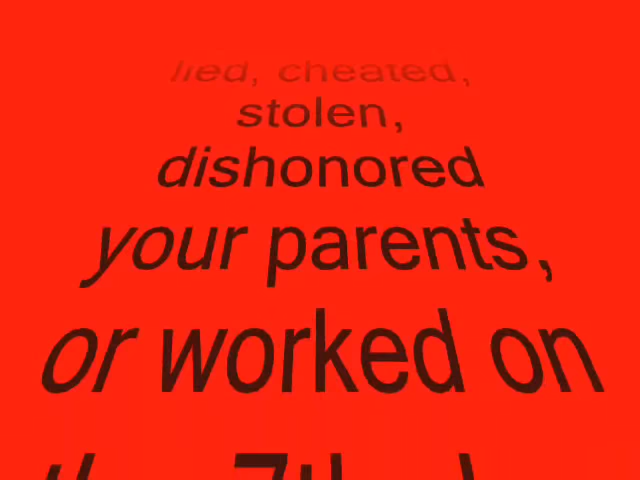 lied, cheated,
stolen,
dishonored
your parents,
or worked on